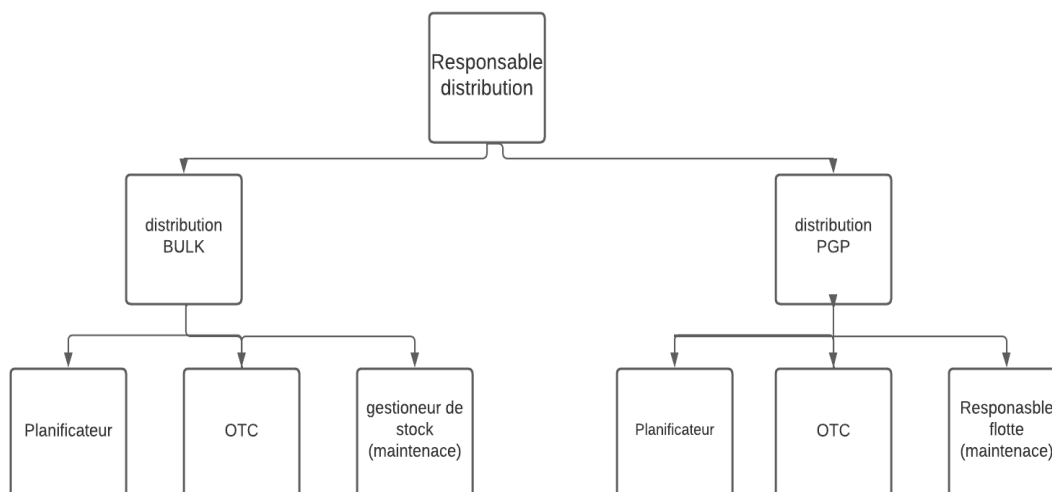 Responsable
distribution
distribution
BULK
distribution
PGP
Planificateur
OTC
gestioneur de
stock
(maintenace)
Planificateur
OTC
Responasble
flotte
(maintenace)